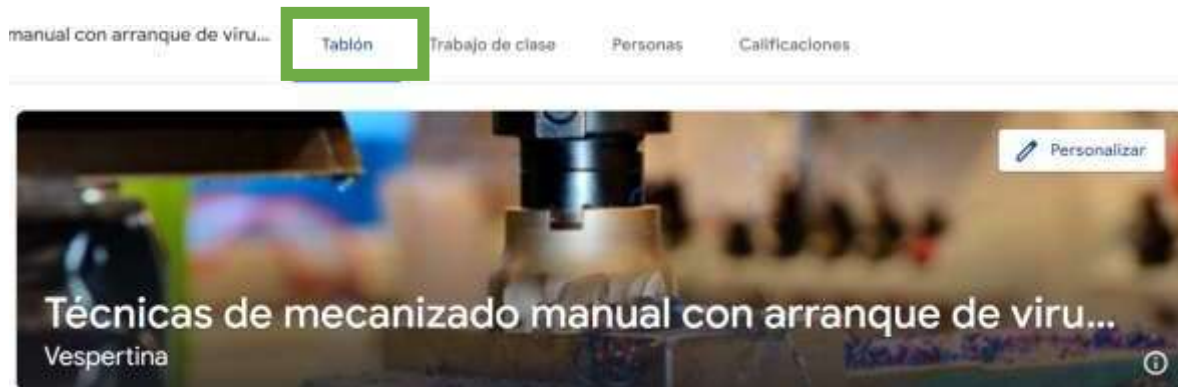 manual con arranque de viru...
Tablón Trabajo de clase Personas Calificaciones
Personalizar
Técnicas de mecanizado manual con arranque de viru...
Vespertina